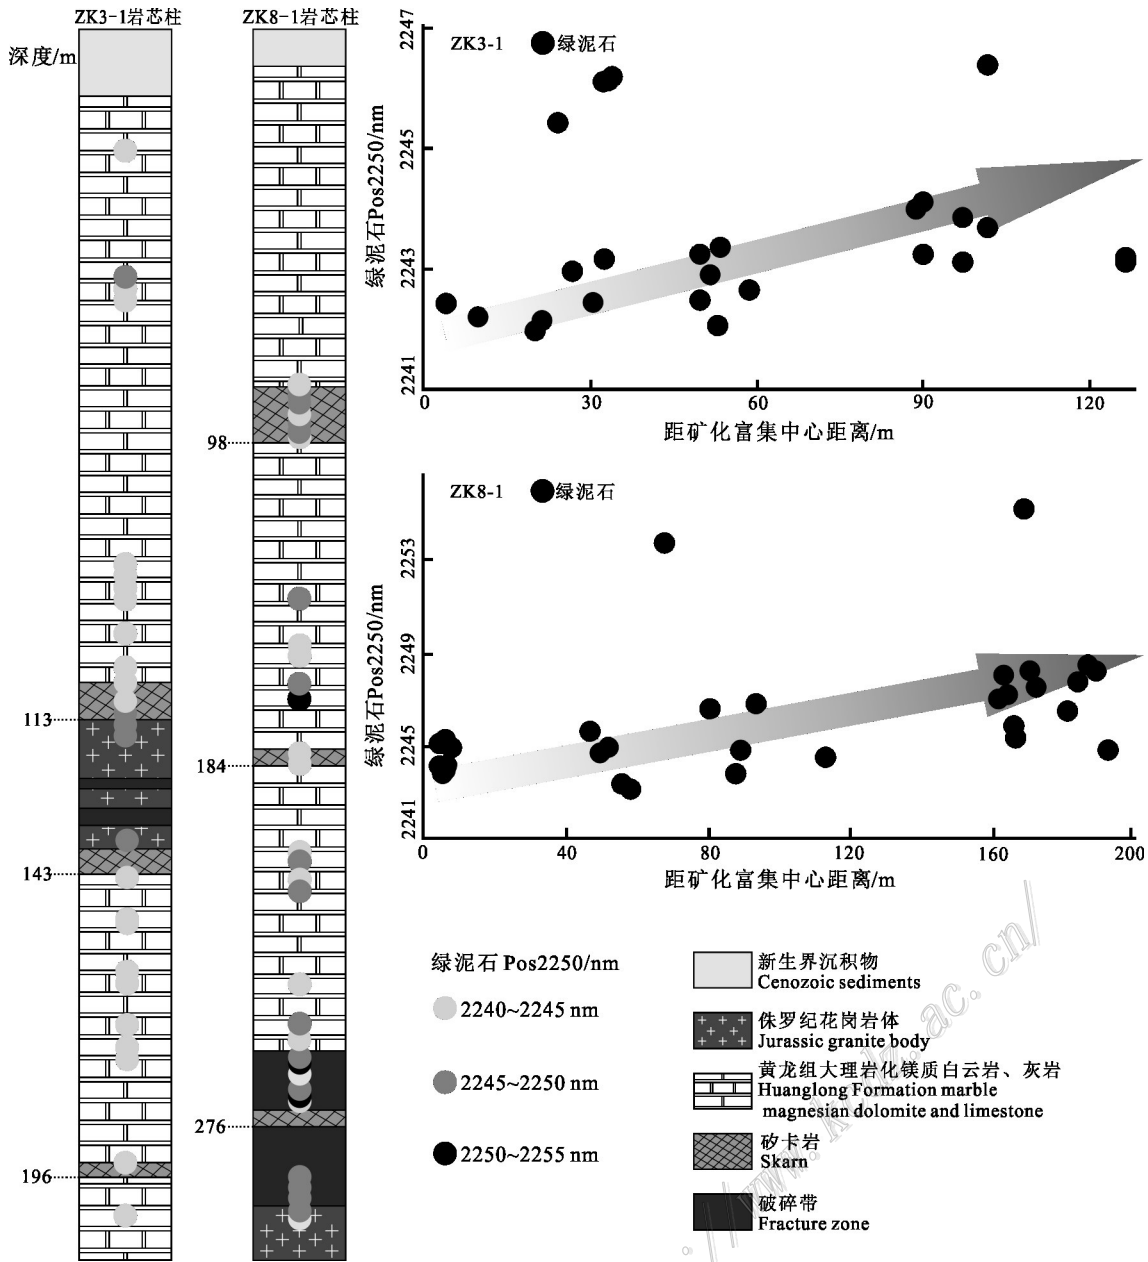 ZK3-1岩芯柱
ZK8-1岩芯柱
深度/m
113
143
196
98
184
276
ZK3-1
绿泥石
绿泥石Pos2250/nm
2247
2245
2243
2241
0
30
60
90
120
距矿化富集中心距离/m
ZK8-1
绿泥石
绿泥石Pos2250/nm
2253
2249
2245
2241
0
40
80
120
160
200
距矿化富集中心距离/m
绿泥石 Pos2250/nm
2240~2245 nm
2245~2250 nm
2250~2255 nm
新生界沉积物
Cenozoic sediments
侏罗纪花岗岩体
Jurassic granite body
黄龙组大理岩化镁质白云岩、灰岩
Huanglong Formation marble
magnesian dolomite and limestone
矽卡岩
Skarn
破碎带
Fracture zone
://www.kcdz.ac.cn/